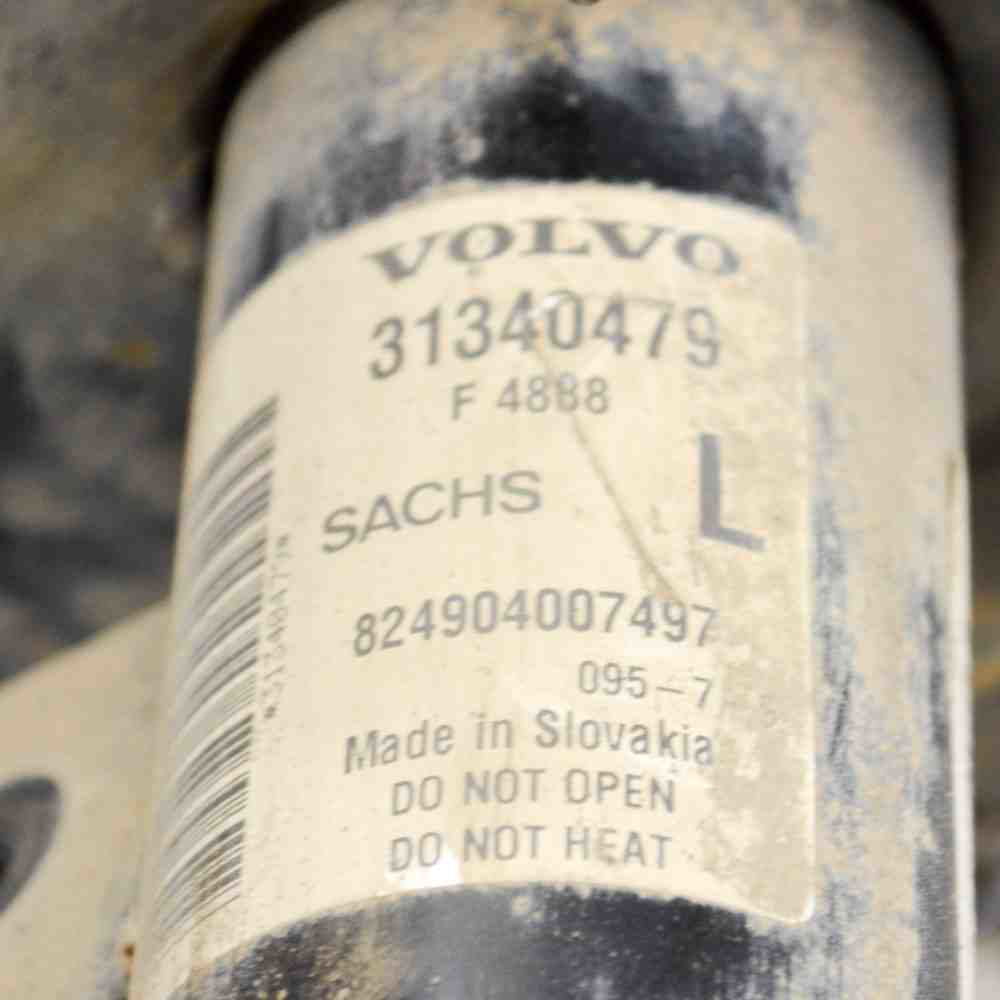 VOLVO
31340479
F 4888
L
SACHS
824904007497
095-7
Made in Slovakia
DO NOT OPEN
DO NOT HEAT